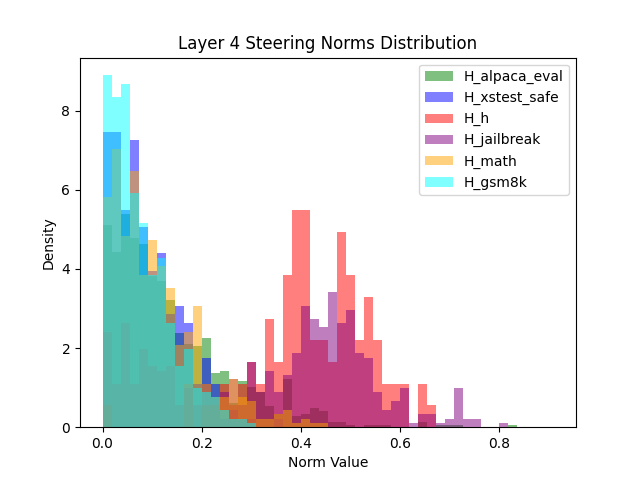 Layer 4 Steering Norms Distribution
H_alpaca_eval
H_xstest_safe
H_h
H_jailbreak
H_math
H_gsm8k
Density
8
6
4
2
0
0.0 0.2 0.4 0.6 0.8
Norm Value